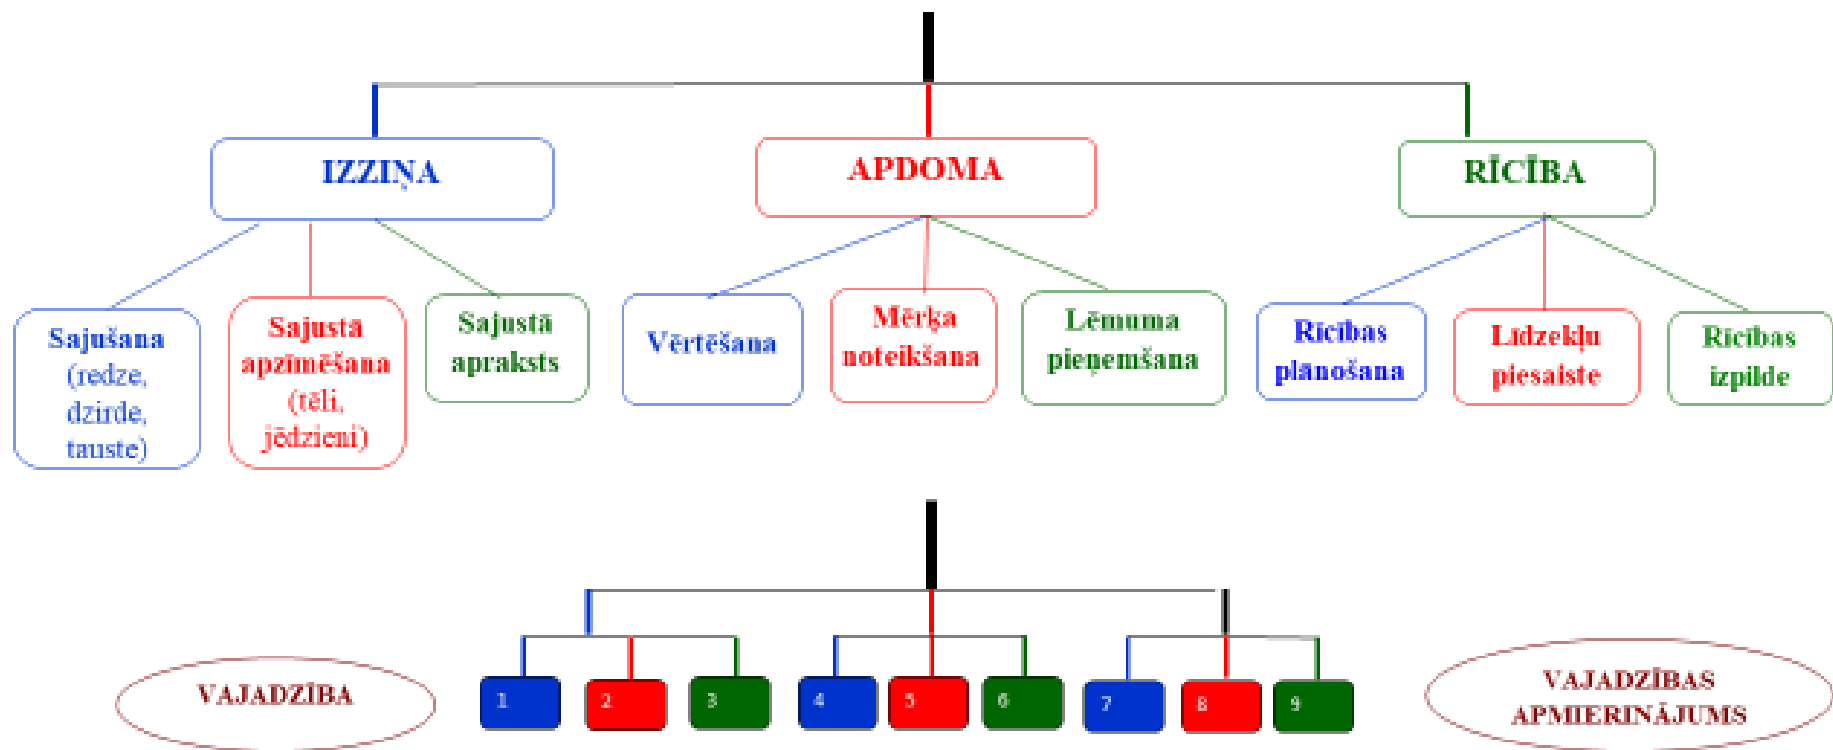 IZZIŅA
APDOMA
RĪCĪBA
Sajušana
(redze,
dzirde,
tauste)
Sajustā
apzīmēšana
(tēli,
jēdzieni)
Sajustā
apraksts
Vērtēšana
Mērķa
noteikšana
Lēmuma
pieņemšana
Rīcības
plānošana
Līdzekļu
piesaiste
Rīcības
izpilde
VAJADZĪBA
1
2
3
4
5
6
7
8
9
VAJADZĪBAS
APMIERINĀJUMS